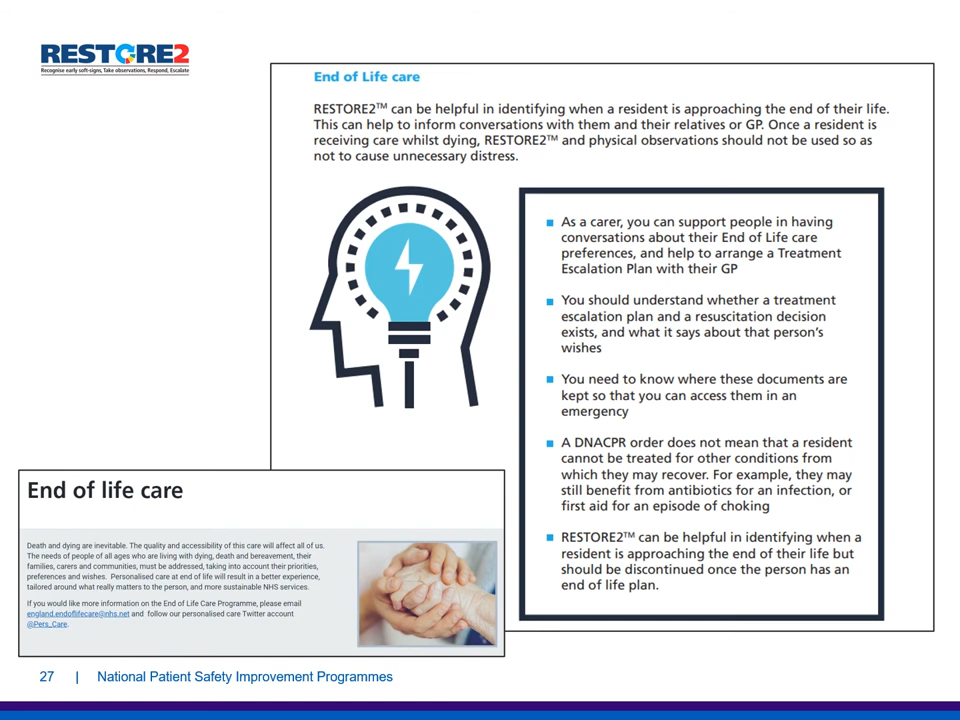 RESTORE2
Recognise early soft-signs, Take observations, Respond, Escalate
End of Life care
RESTORE2™ can be helpful in identifying when a resident is approaching the end of their life.
This can help to inform conversations with them and their relatives or GP. Once a resident is
receiving care whilst dying, RESTORE2™ and physical observations should not be used so as
not to cause unnecessary distress.
■ As a carer, you can support people in having
conversations about their End of Life care
preferences, and help to arrange a Treatment
Escalation Plan with their GP
■ You should understand whether a treatment
escalation plan and a resuscitation decision
exists, and what it says about that person's
wishes
■ You need to know where these documents are
kept so that you can access them in an
emergency
■ A DNACPR order does not mean that a resident
cannot be treated for other conditions from
which they may recover. For example, they may
still benefit from antibiotics for an infection, or
first aid for an episode of choking
■ RESTORE2™ can be helpful in identifying when a
resident is approaching the end of their life but
should be discontinued once the person has an
end of life plan.
End of life care
Death and dying are inevitable. The quality and accessibility of this care will affect all of us.
The needs of people of all ages who are living with dying, death and bereavement, their
families, carers and communities, must be addressed, taking into account their priorities,
preferences and wishes. Personalised care at end of life will result in a better experience,
tailored around what really matters to the person, and more sustainable NHS services.
If you would like more information on the End of Life Care Programme, please email
england.endoflifecare@nhs.net and follow our personalised care Twitter account
@Pers_Care.
27 | National Patient Safety Improvement Programmes